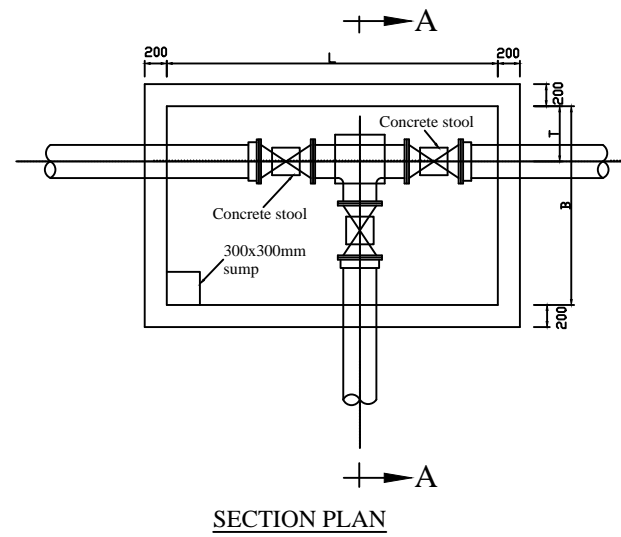 A
200
L
200
200
Concrete stool
T
B
Concrete stool
300x300mm
sump
200
A
SECTION PLAN